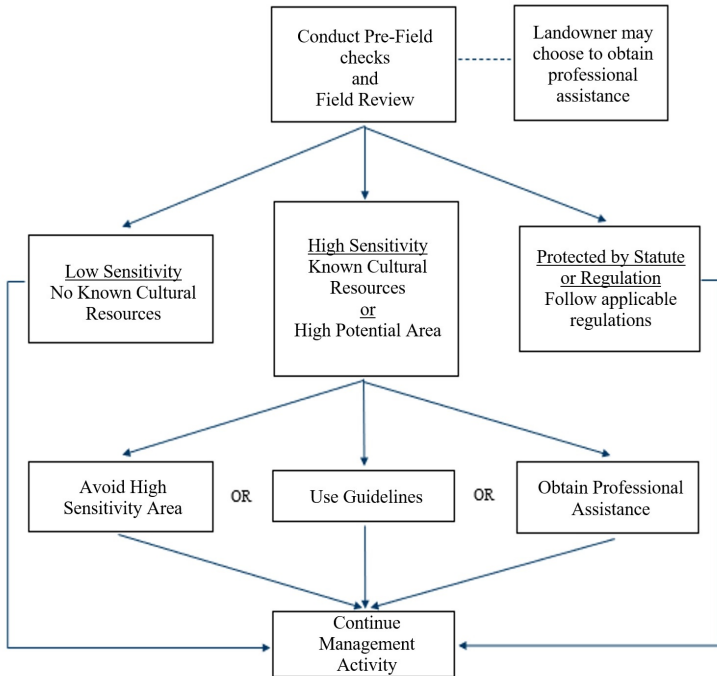 Conduct Pre-Field
checks
and
Field Review
Landowner may
choose to obtain
professional
assistance
Low Sensitivity
No Known Cultural
Resources
High Sensitivity
Known Cultural
Resources
or
High Potential Area
Protected by Statute
or Regulation
Follow applicable
regulations
Avoid High
Sensitivity Area
OR
Use Guidelines
OR
Obtain Professional
Assistance
Continue
Management
Activity